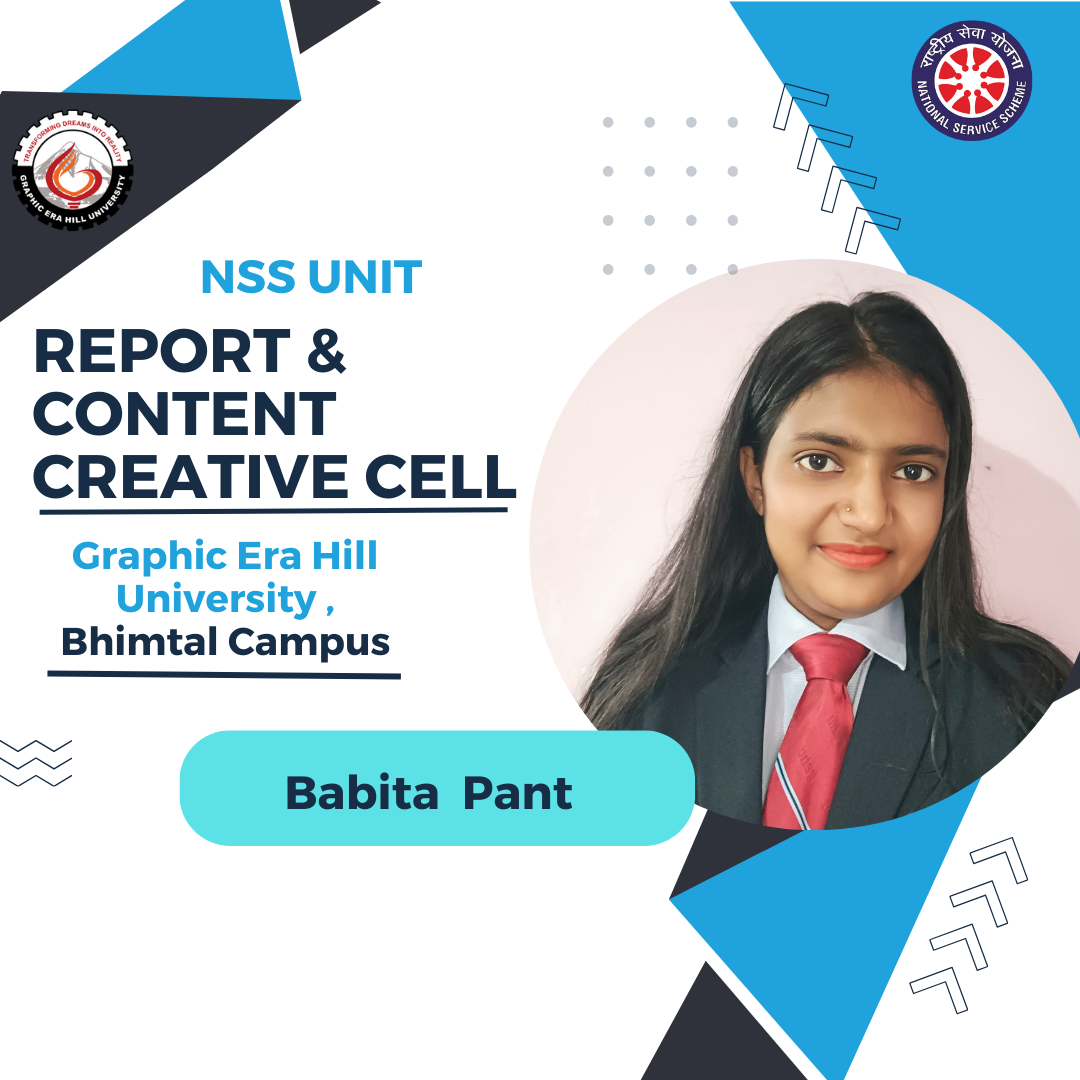 TRANSFORMING DREAMS INTO REALITY
GRAPHIC ERA HILL UNIVERSITY
राष्ट्रीय सेवा योजना
NATIONAL SERVICE SCHEME
NSS UNIT
REPORT &
CONTENT
CREATIVE CELL
Graphic Era Hill
University ,
Bhimtal Campus
Babita Pant